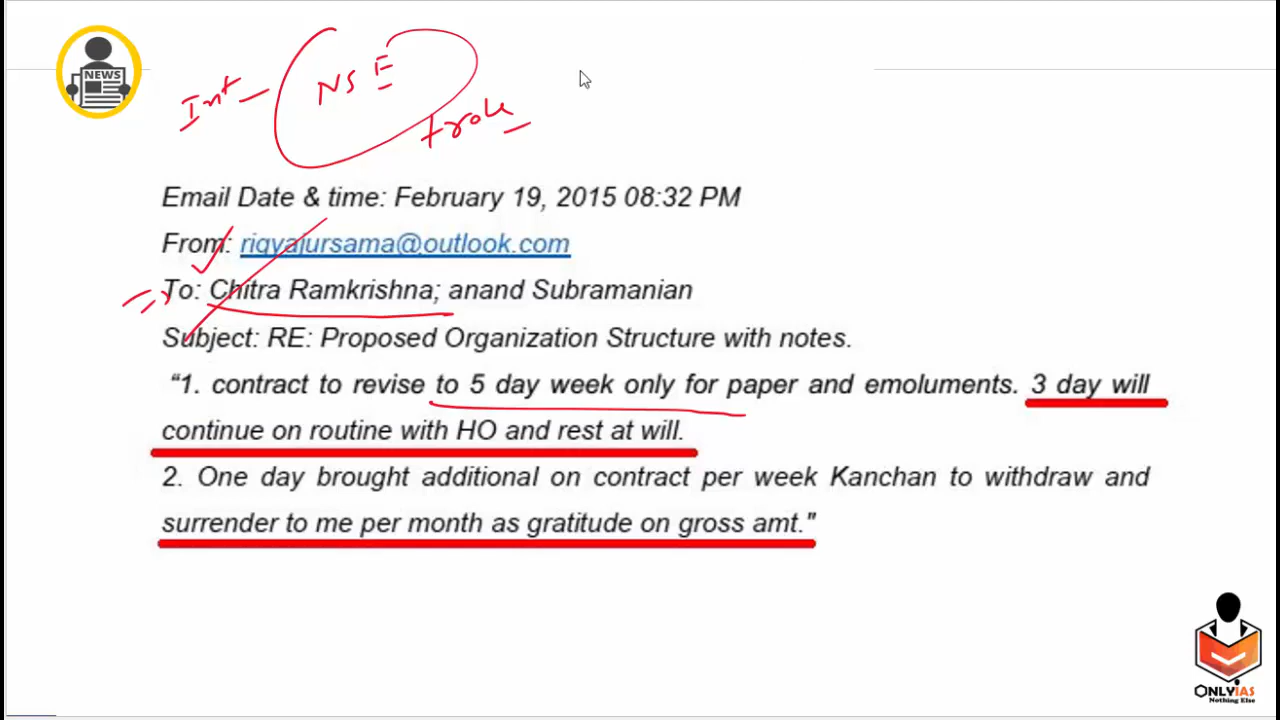 NEWS
Int
NSE
Email Date & time: February 19, 2015 08:32 PM
From: rigyajursama@outlook.com
To: Chitra Ramkrishna; anand Subramanian
Subject: RE: Proposed Organization Structure with notes.
“1. contract to revise to 5 day week only for paper and emoluments. 3 day will
continue on routine with HO and rest at will.
2. One day brought additional on contract per week Kanchan to withdraw and
surrender to me per month as gratitude on gross amt."
ONLYIAS
Nothing Else